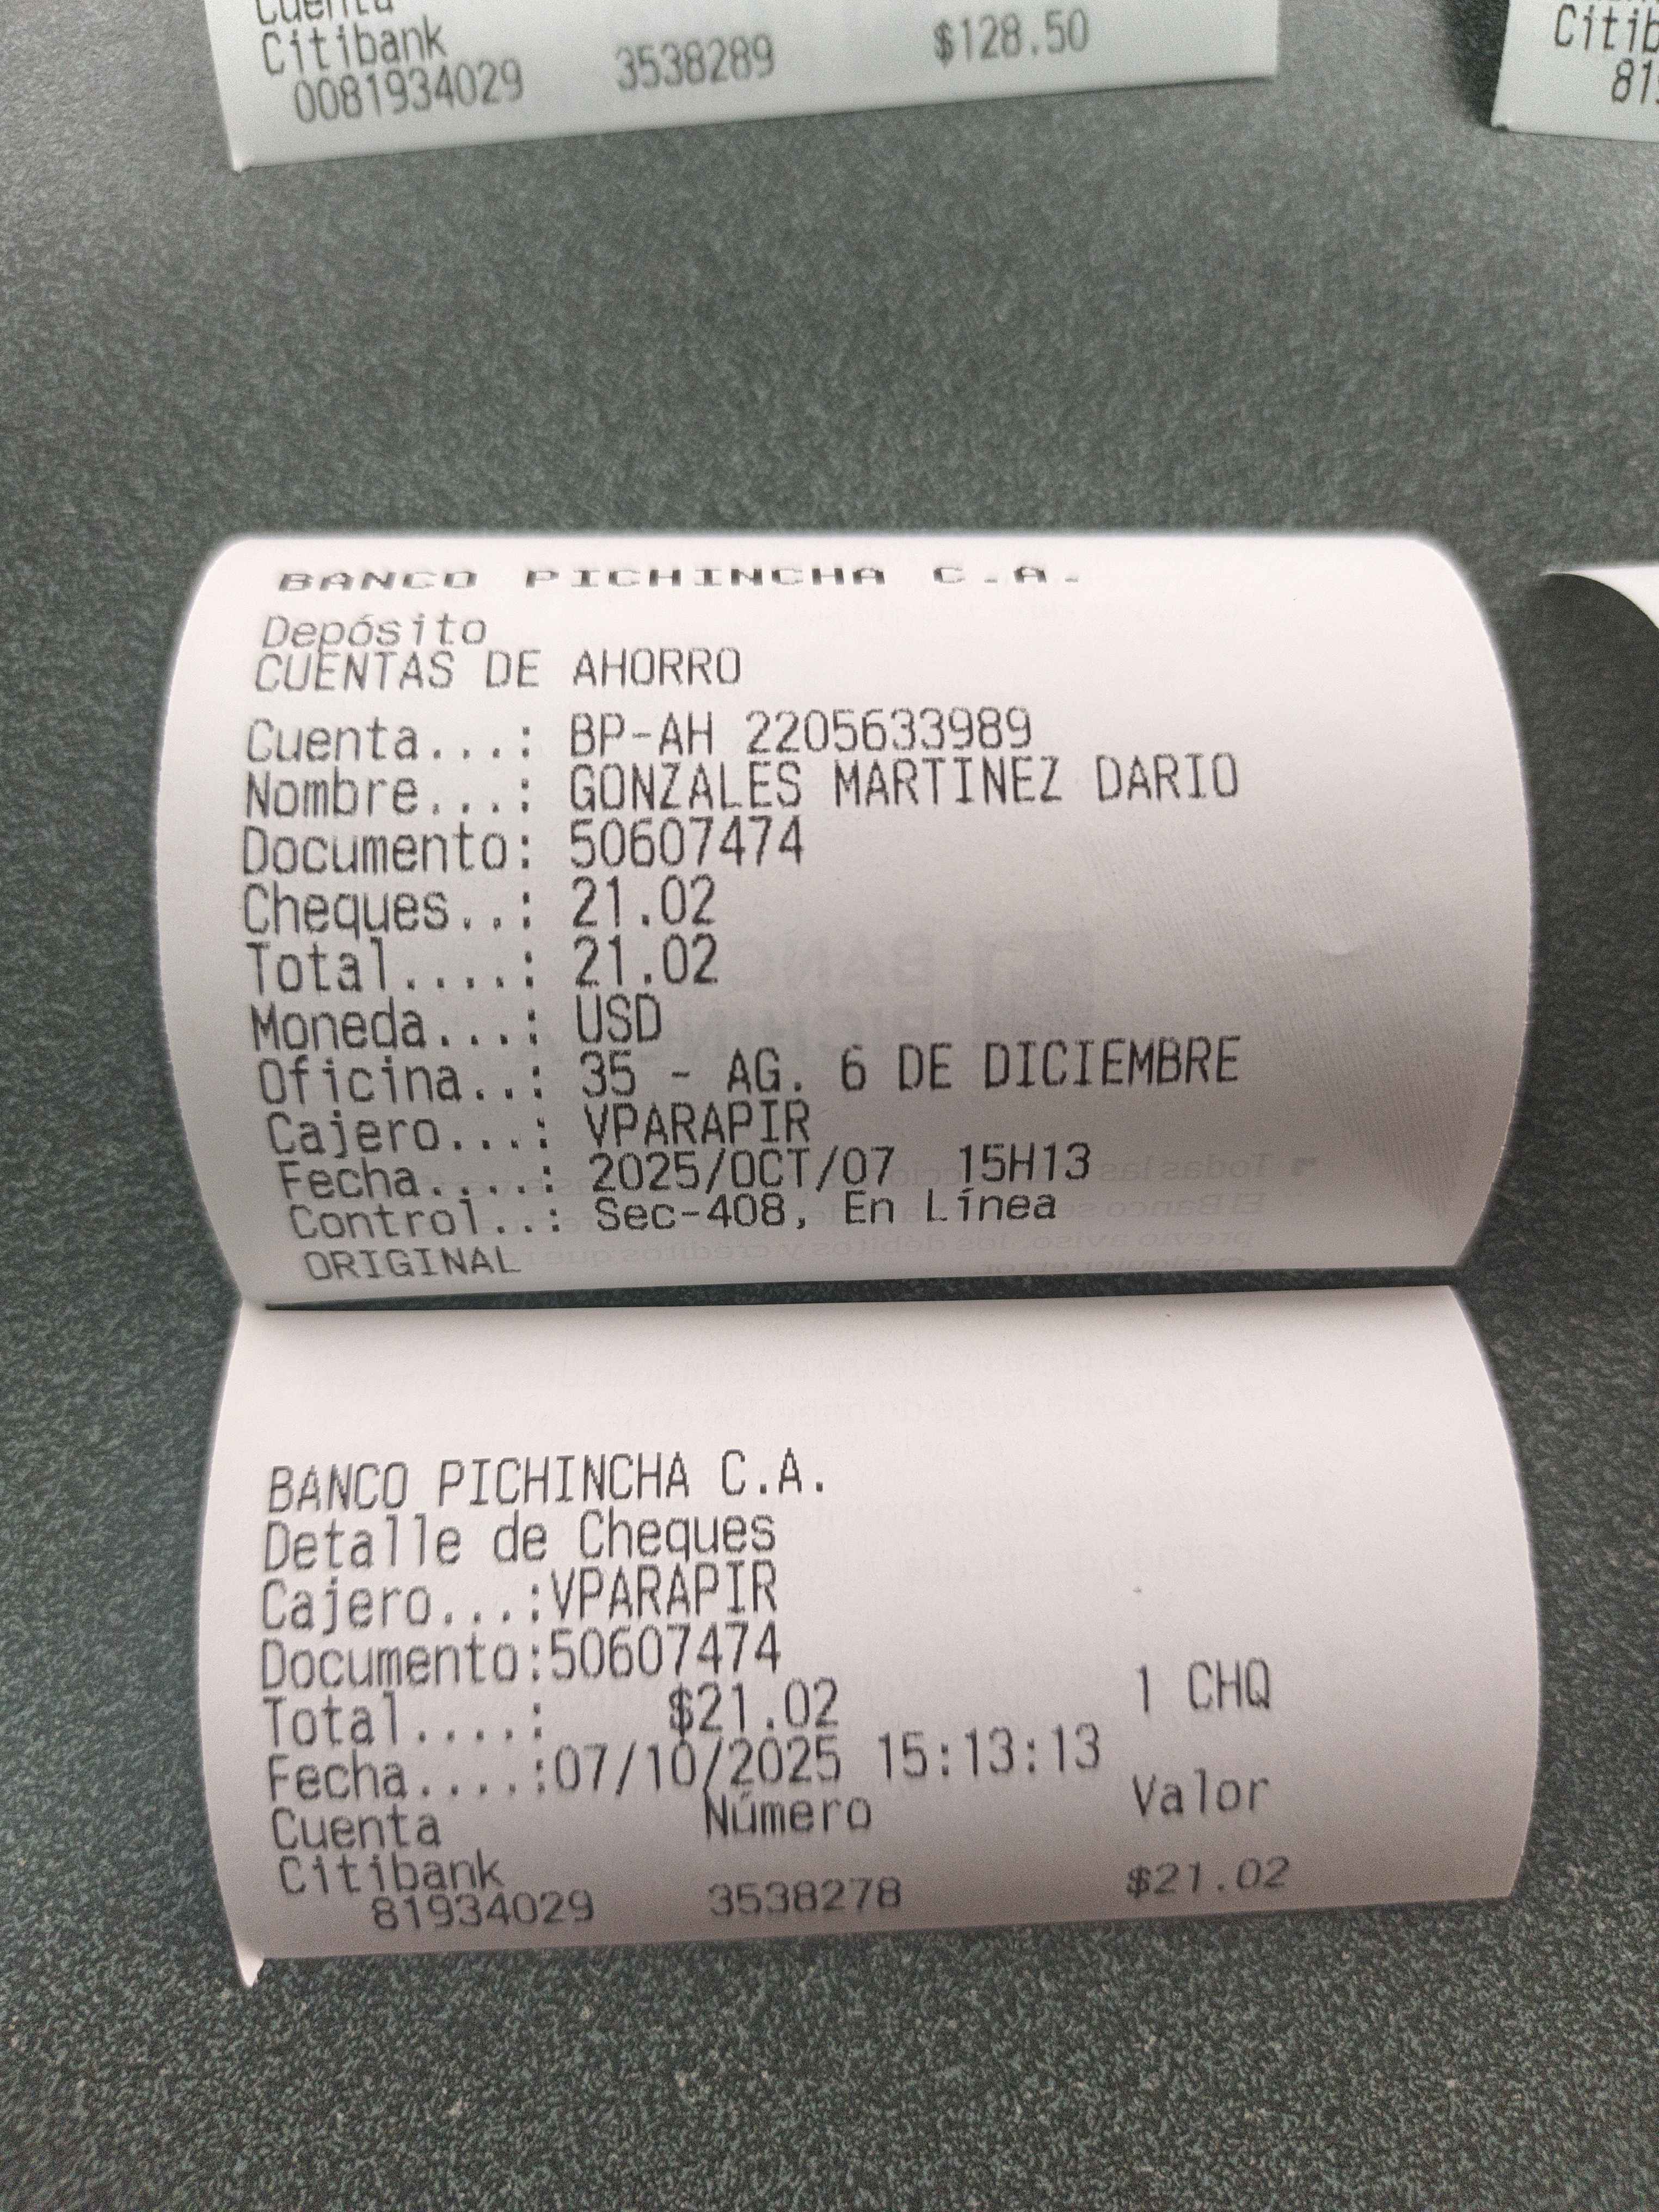 Cuenta
Citibank
0081934029 3538289 $128.50
BANCO PICHINCHA C.A.
Depósito
CUENTAS DE AHORRO
Cuenta...: BP-AH 2205633989
Nombre...: GONZALES MARTINEZ DARIO
Documento: 50607474
Cheques..: 21.02
Total....: 21.02
Moneda...: USD
Oficina..: 35 - AG. 6 DE DICIEMBRE
Cajero...: VPARAPIR
Fecha....: 2025/OCT/07 15H13
Control..: Sec-408, En Línea
ORIGINAL
BANCO PICHINCHA C.A.
Detalle de Cheques
Cajero...:VPARAPIR
Documento:50607474
Total....: $21.02 1 CHQ
Fecha....:07/10/2025 15:13:13
Cuenta Número Valor
Citibank
81934029 3538278 $21.02